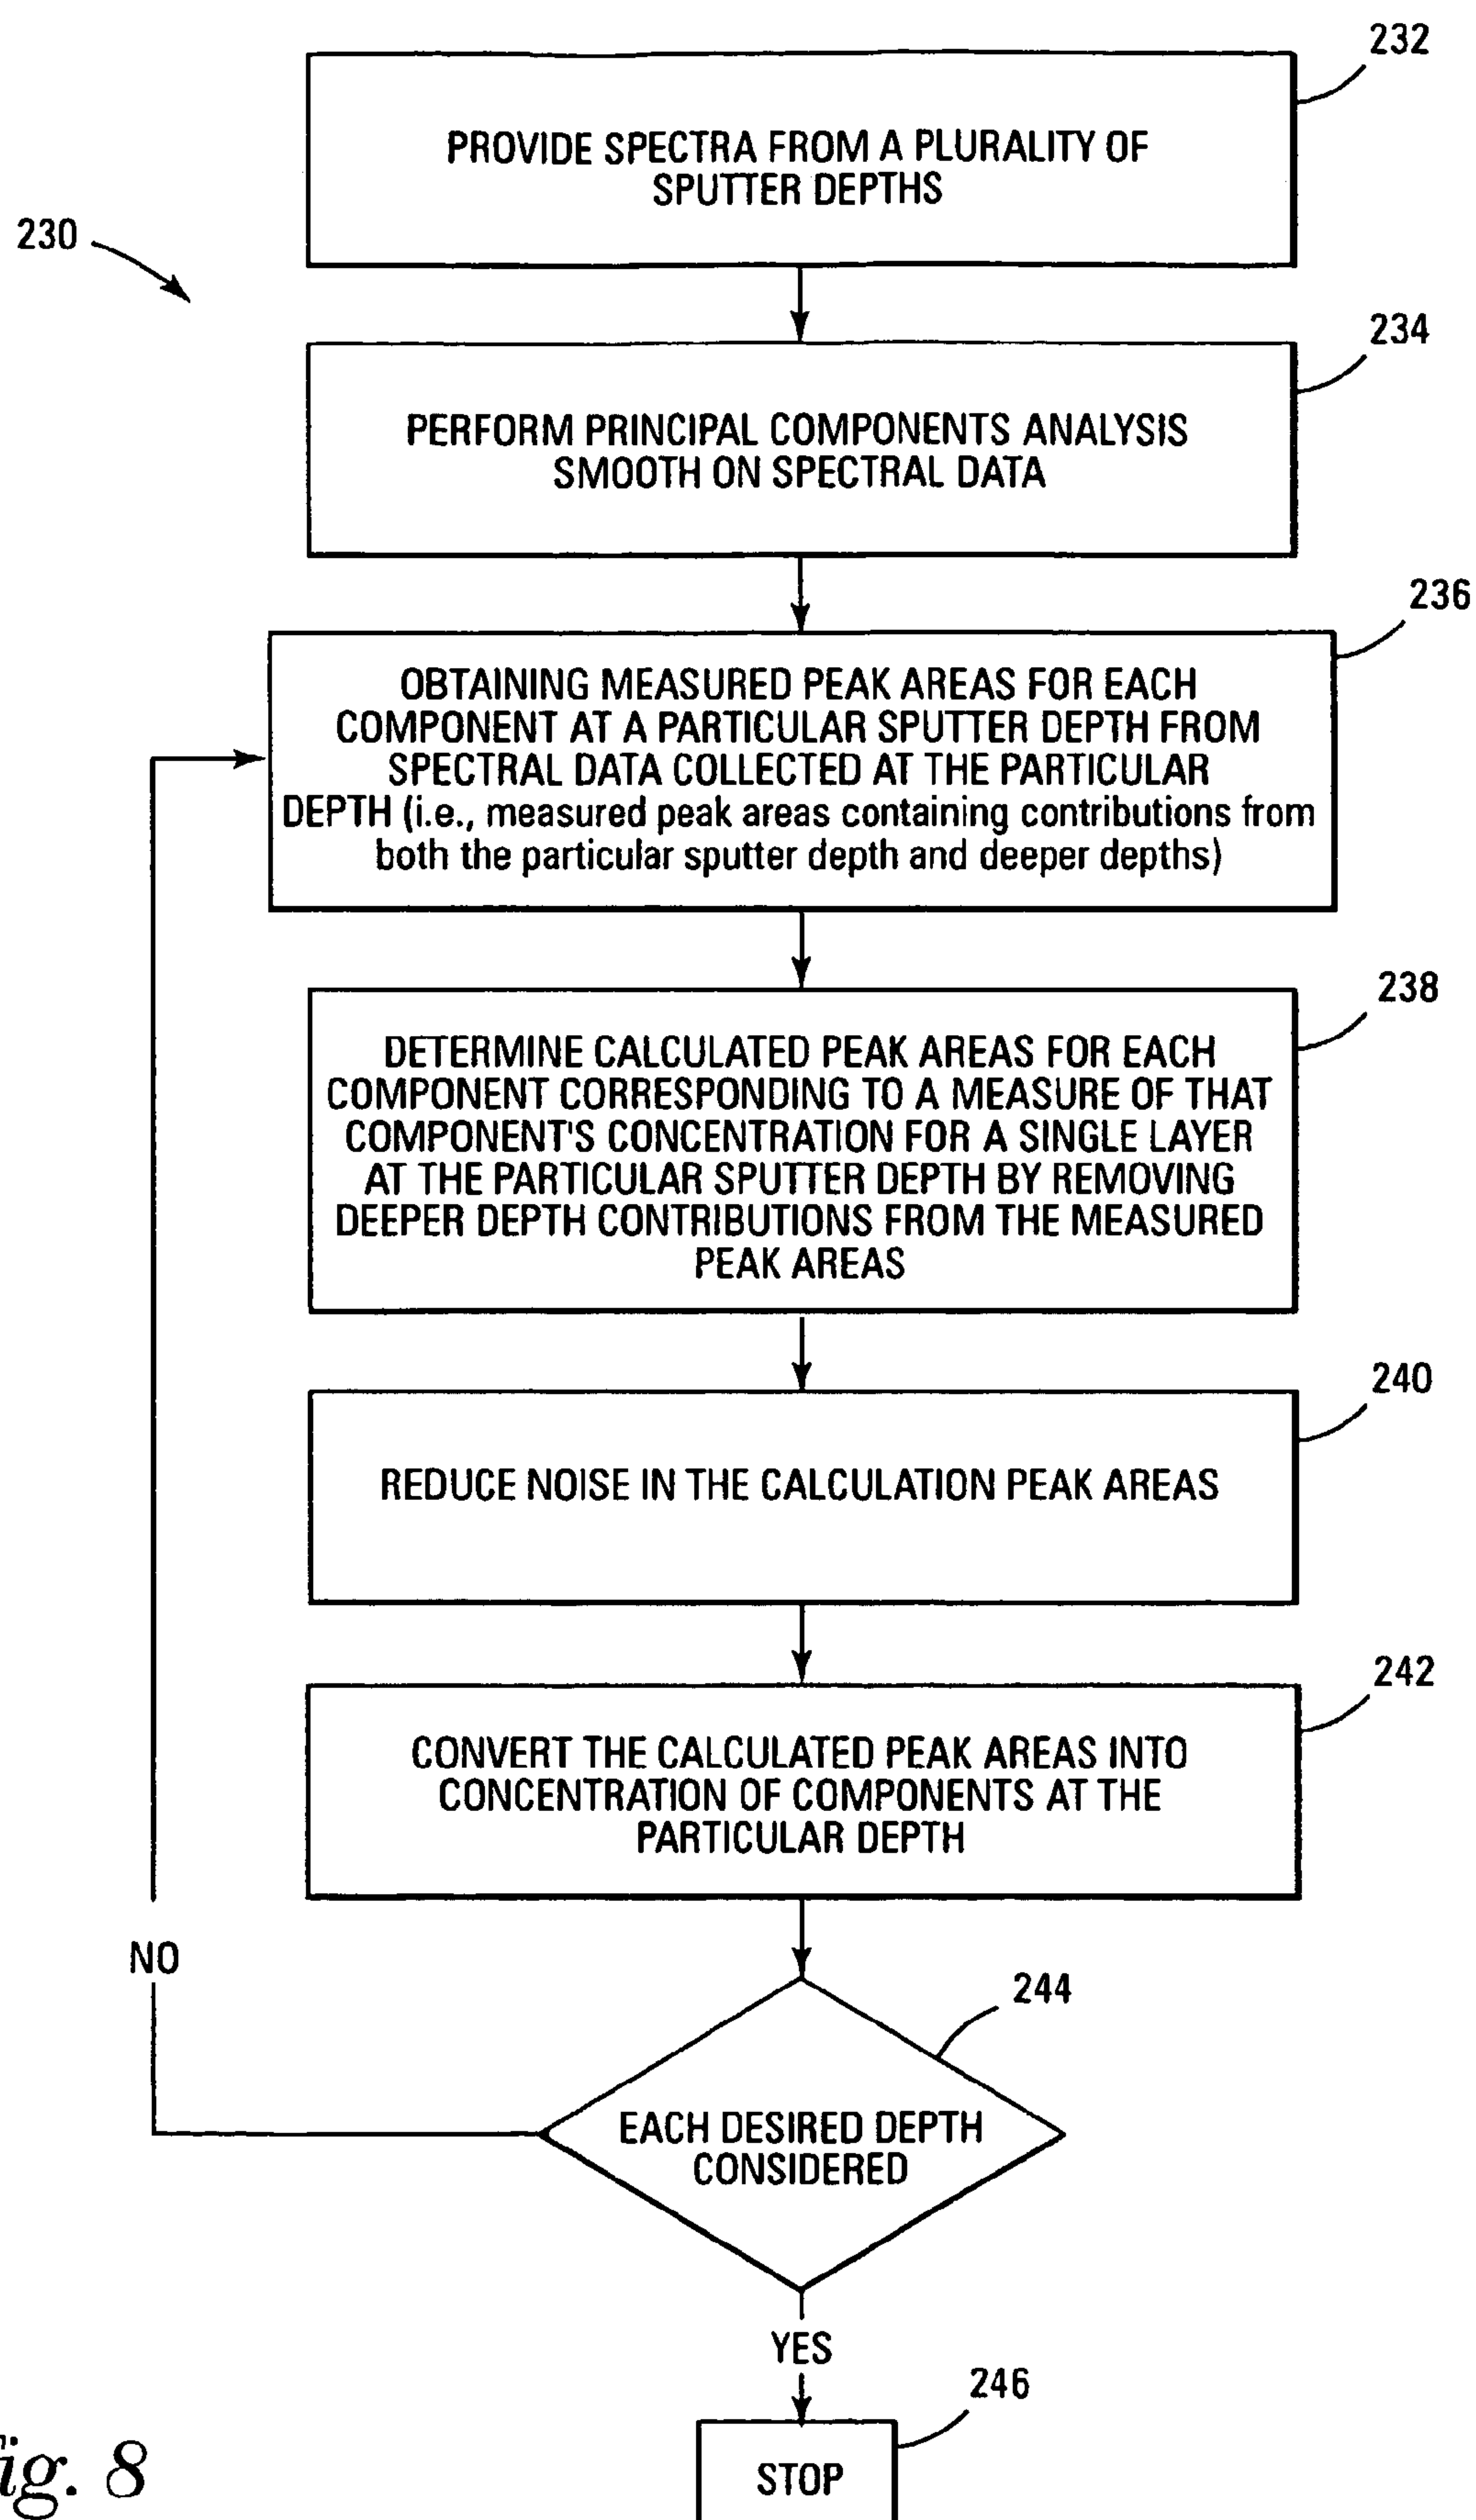 232
PROVIDE SPECTRA FROM A PLURALITY OF
SPUTTER DEPTHS
230
234
PERFORM PRINCIPAL COMPONENTS ANALYSIS
SMOOTH ON SPECTRAL DATA
236
OBTAINING MEASURED PEAK AREAS FOR EACH
COMPONENT AT A PARTICULAR SPUTTER DEPTH FROM
SPECTRAL DATA COLLECTED AT THE PARTICULAR
DEPTH (i.e., measured peak areas containing contributions from
both the particular sputter depth and deeper depths)
238
DETERMINE CALCULATED PEAK AREAS FOR EACH
COMPONENT CORRESPONDING TO A MEASURE OF THAT
COMPONENT'S CONCENTRATION FOR A SINGLE LAYER
AT THE PARTICULAR SPUTTER DEPTH BY REMOVING
DEEPER DEPTH CONTRIBUTIONS FROM THE MEASURED
PEAK AREAS
240
REDUCE NOISE IN THE CALCULATION PEAK AREAS
242
CONVERT THE CALCULATED PEAK AREAS INTO
CONCENTRATION OF COMPONENTS AT THE
PARTICULAR DEPTH
NO
244
EACH DESIRED DEPTH
CONSIDERED
YES
246
STOP
ig. 8